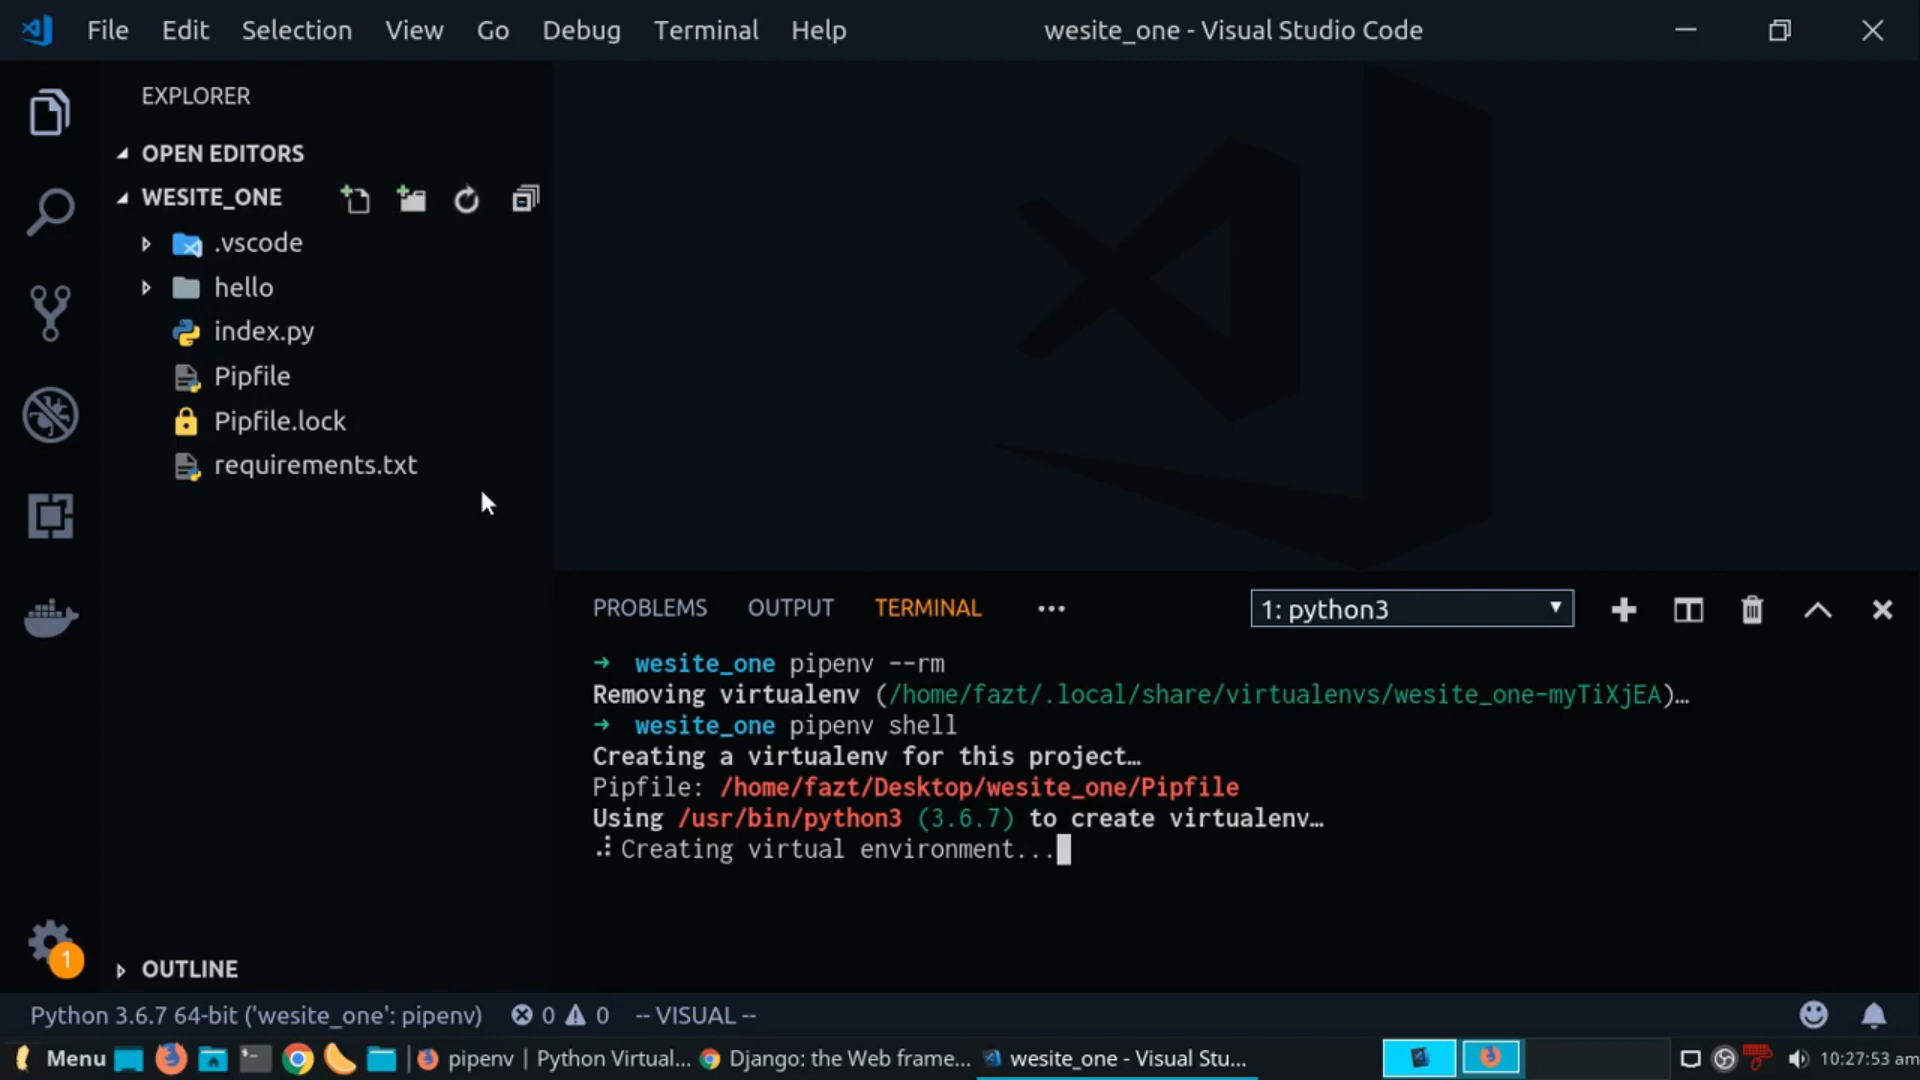 File Edit Selection View Go Debug Terminal Help wesite_one - Visual Studio Code
EXPLORER
OPEN EDITORS
WESITE_ONE
.vscode
hello
index.py
Pipfile
Pipfile.lock
requirements.txt
OUTLINE
PROBLEMS OUTPUT TERMINAL ••• 1: python3
➜ wesite_one pipenv --rm
Removing virtualenv (/home/fazt/.local/share/virtualenvs/wesite_one-myTiXjEA)…
➜ wesite_one pipenv shell
Creating a virtualenv for this project…
Pipfile: /home/fazt/Desktop/wesite_one/Pipfile
Using /usr/bin/python3 (3.6.7) to create virtualenv…
Creating virtual environment...
1
Python 3.6.7 64-bit ('wesite_one': pipenv) 0 0 -- VISUAL --
Menu pipenv | Python Virtual... Django: the Web frame... wesite_one - Visual Stu... 10:27:53 am